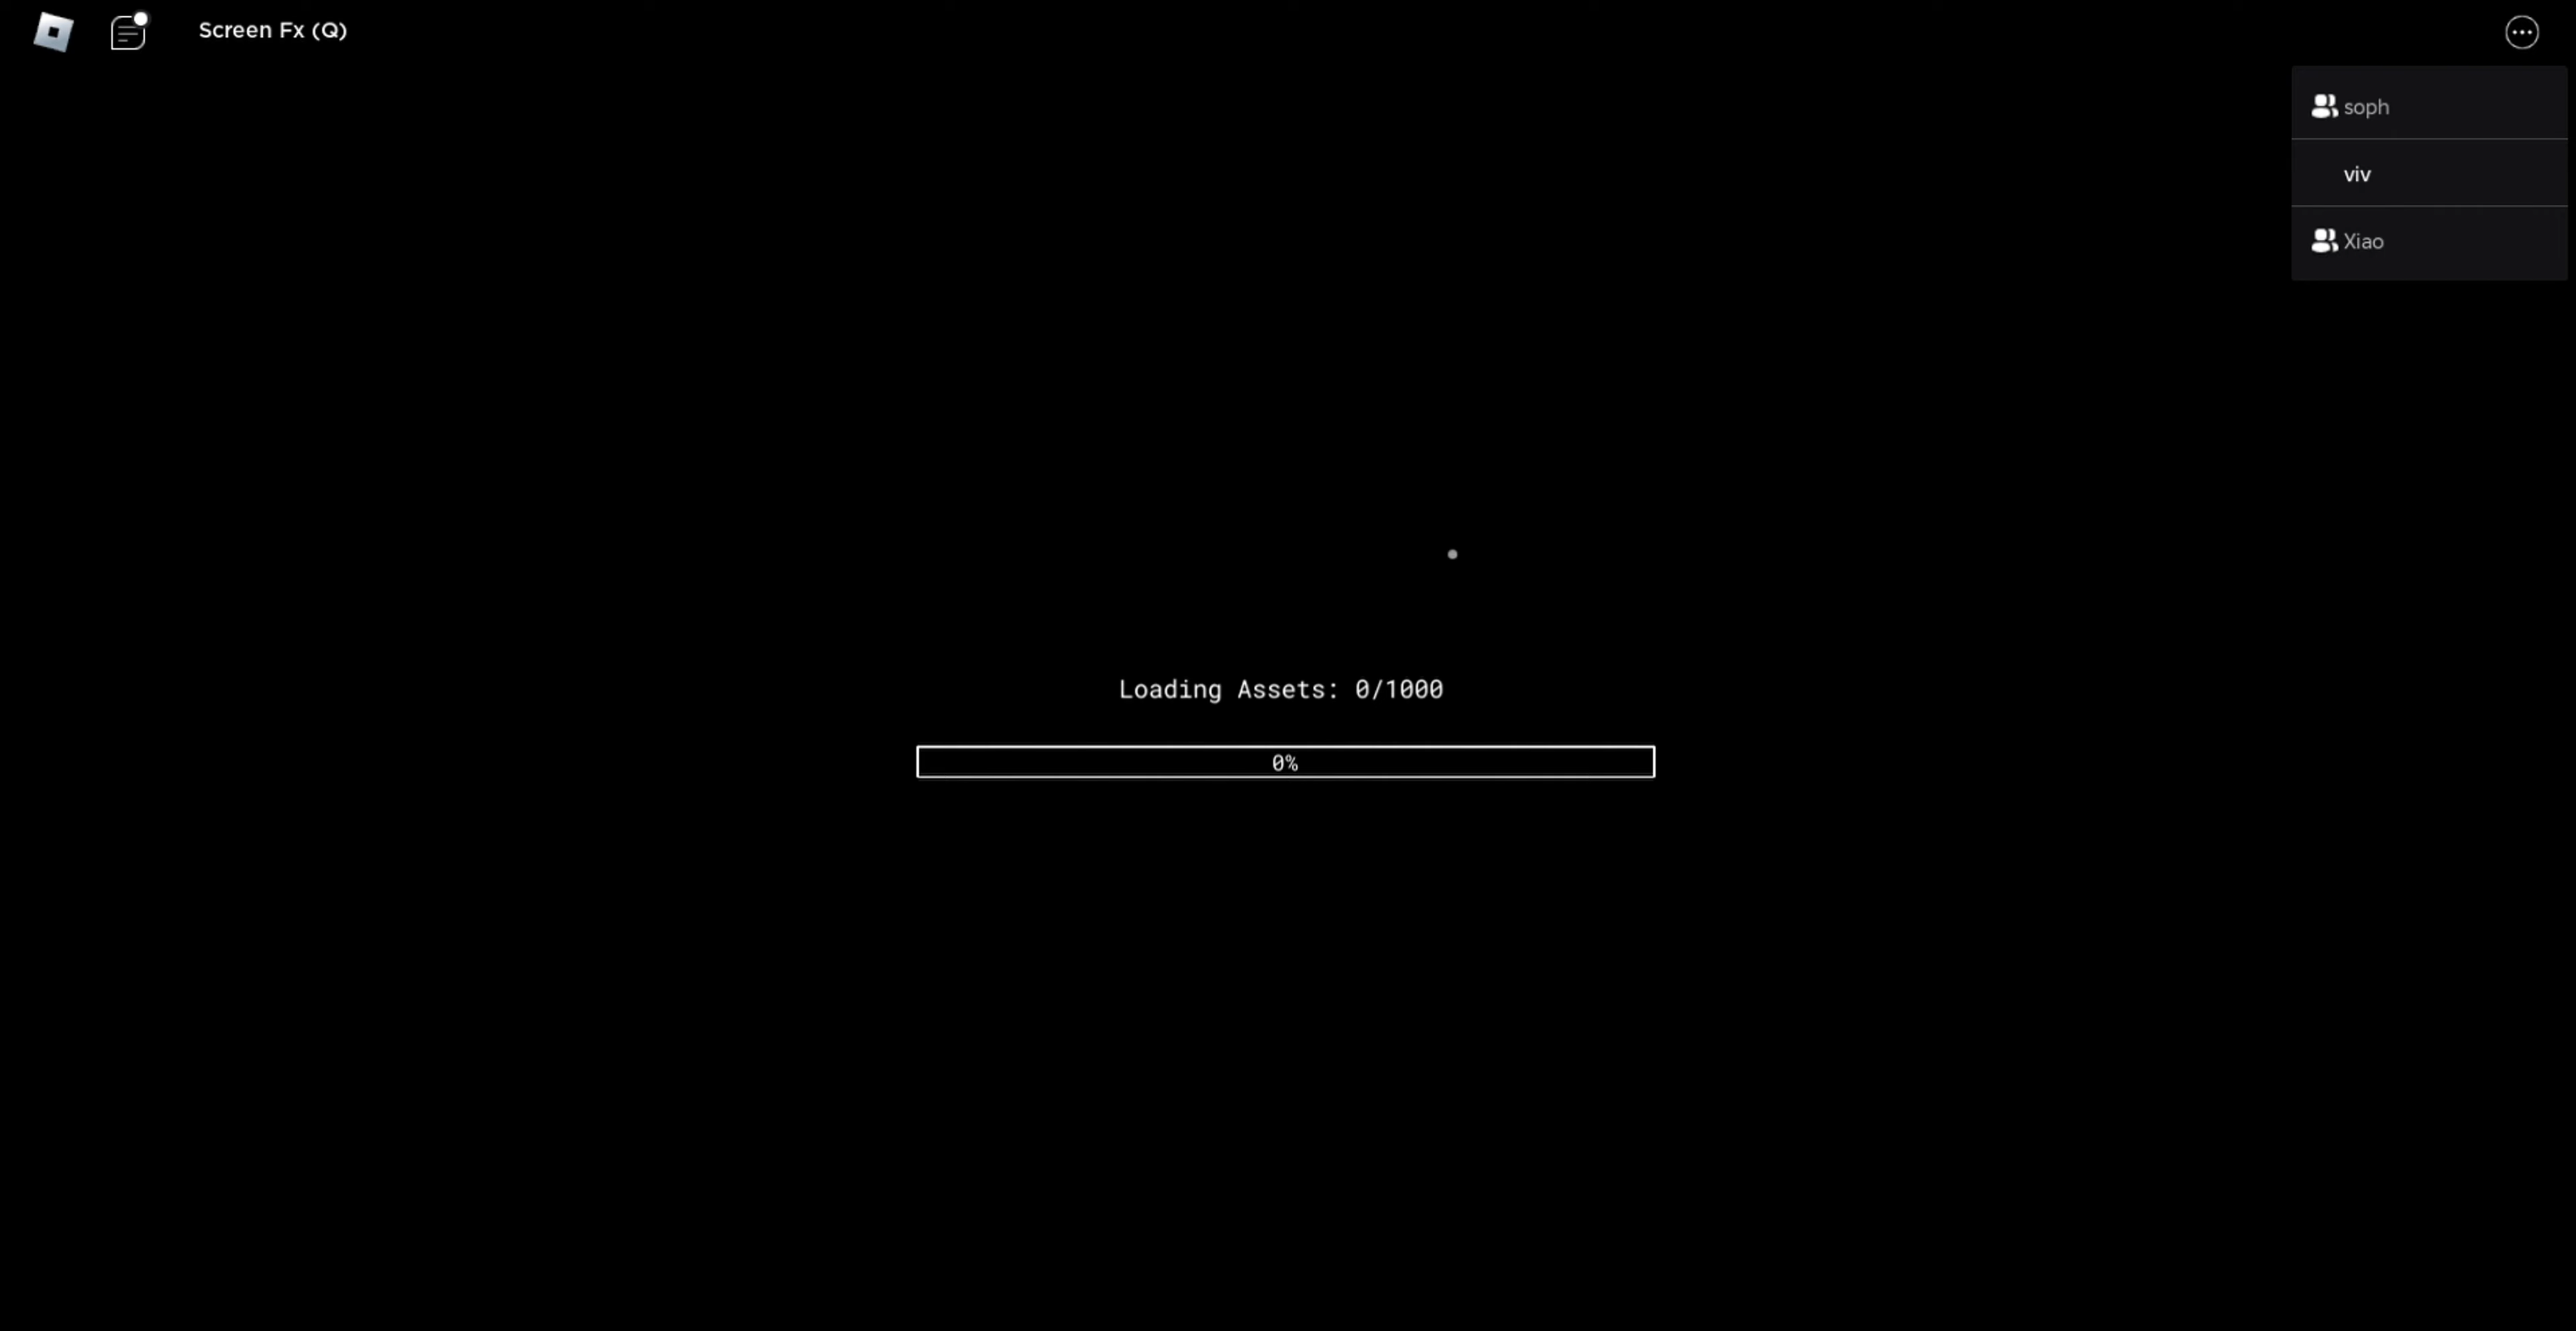 Screen Fx (Q)
soph
viv
Xiao
Loading Assets: 0/1000
0%